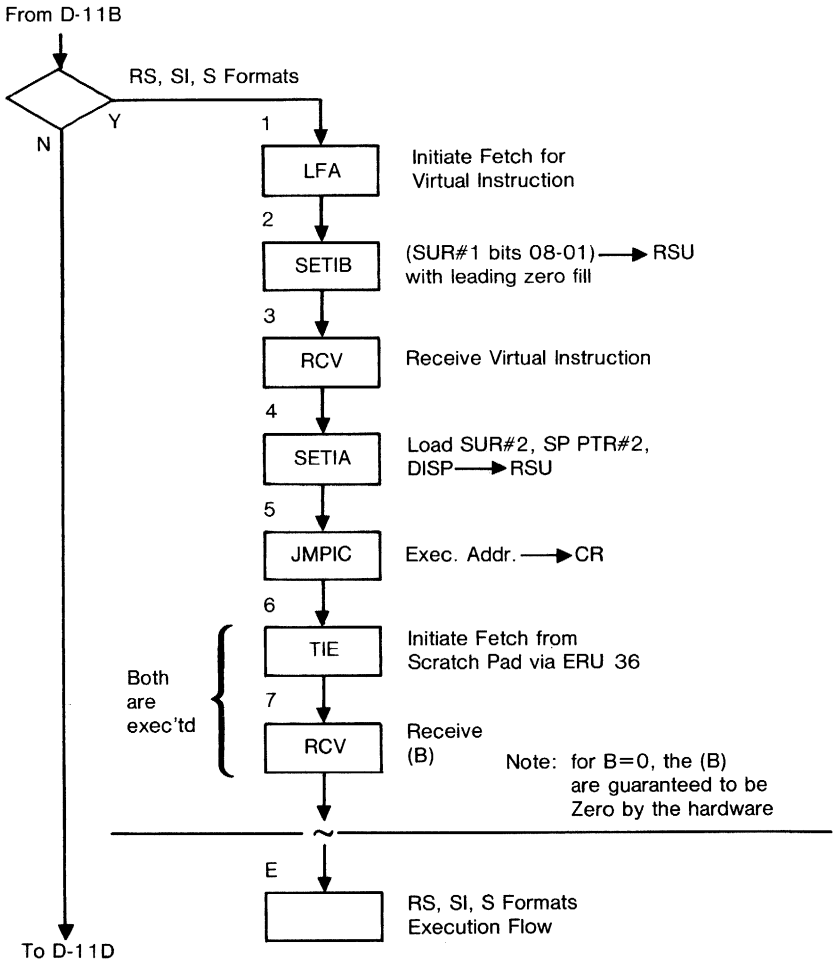 From D-11B
RS, SI, S Formats
Y
N
1
LFA
Initiate Fetch for
Virtual Instruction
2
SETIB
(SUR#1 bits 08-01) RSU
with leading zero fill
3
RCV
Receive Virtual Instruction
4
SETIA
Load SUR#2, SP PTR#2,
DISP RSU
5
JMPIC
Exec. Addr. CR
6
TIE
Initiate Fetch from
Scratch Pad via ERU 36
Both
are
exec'td
7
RCV
Receive
(B)
Note: for B=0, the (B)
are guaranteed to be
Zero by the hardware
~
E
RS, SI, S Formats
Execution Flow
To D-11D